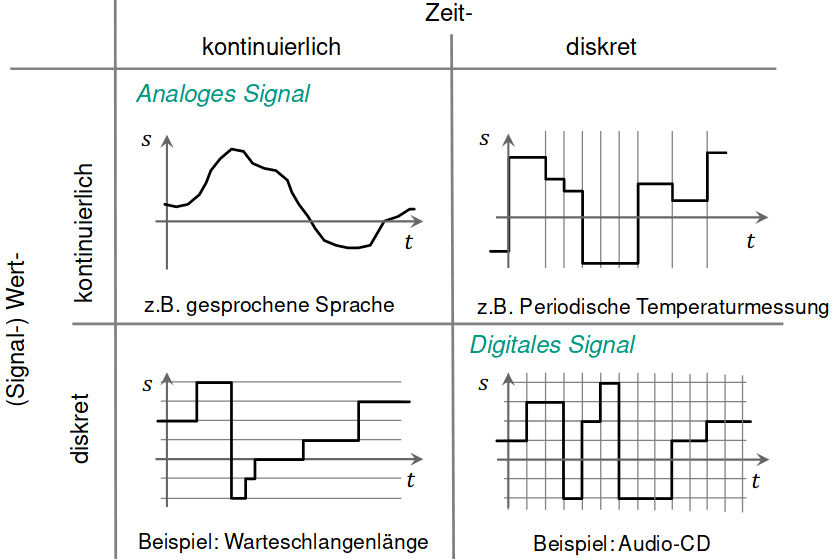 Zeit-
kontinuierlich
diskret
(Signal-) Wert-
kontinuierlich
Analoges Signal
s
t
z.B. gesprochene Sprache
s
t
z.B. Periodische Temperaturmessung
diskret
s
t
Beispiel: Warteschlangenlänge
Digitales Signal
s
t
Beispiel: Audio-CD